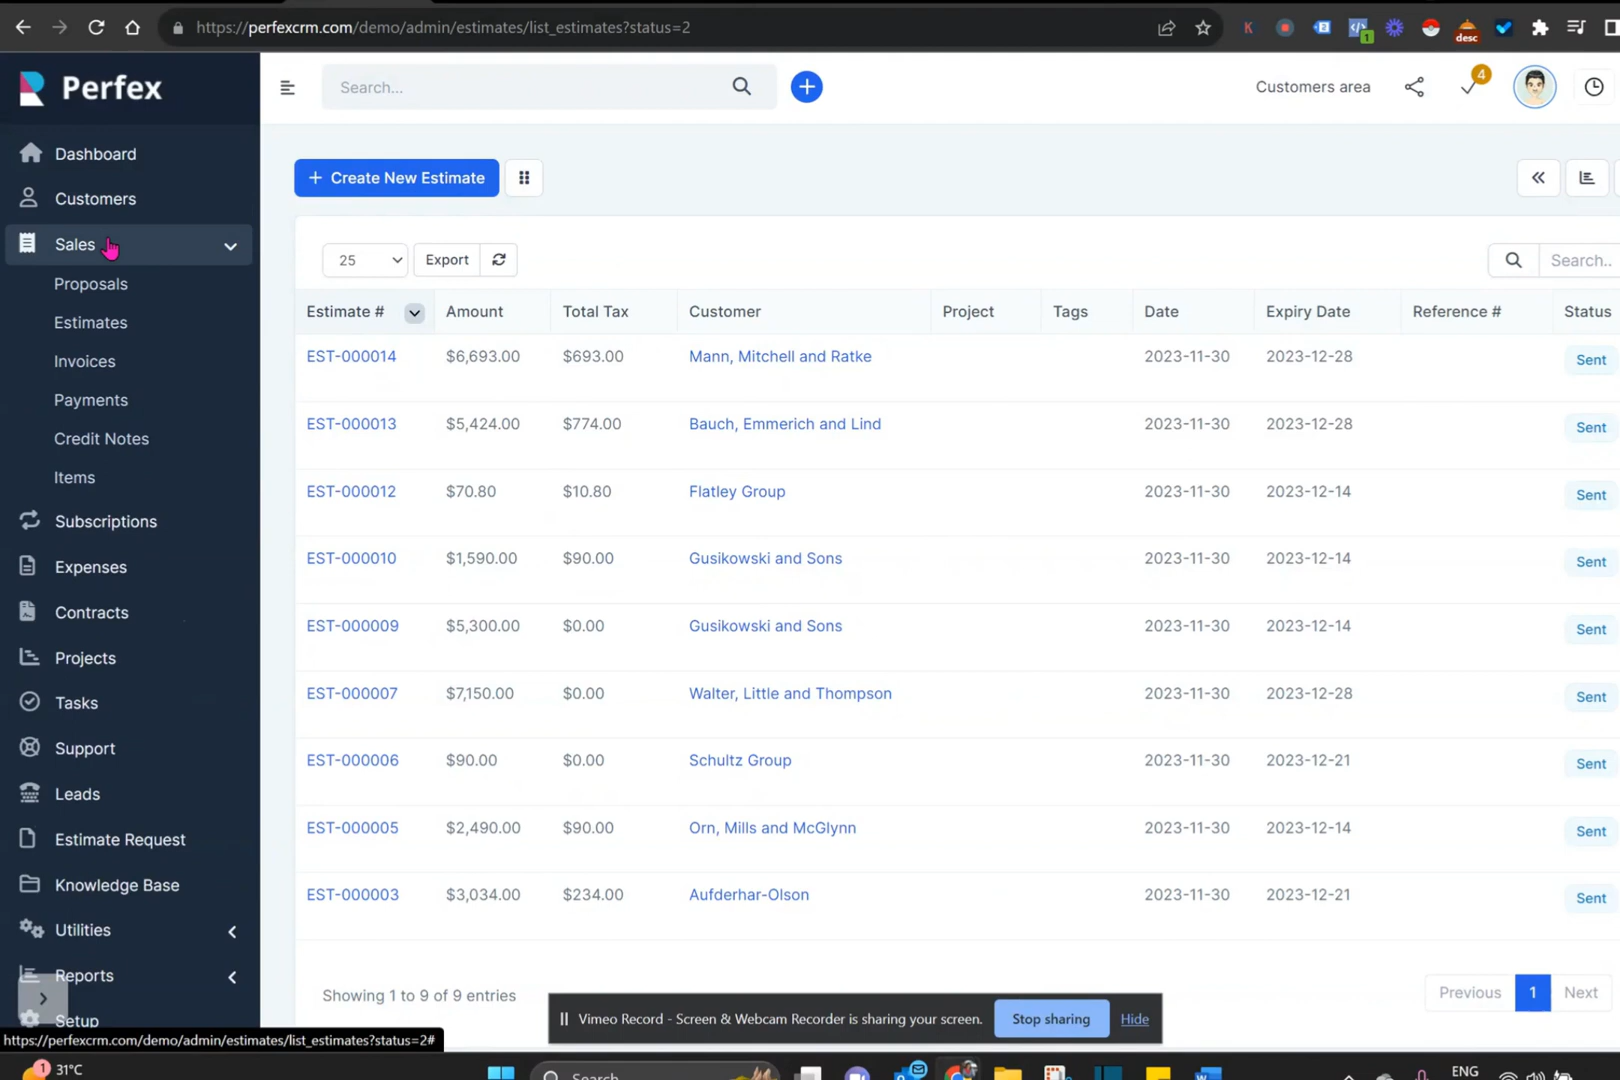 https://perfexcrm.com/demo/admin/estimates/list_estimates?status=2
K
2
1
desc
Perfex
Search...
Customers area
4
Dashboard
Customers
Sales
Proposals
Estimates
Invoices
Payments
Credit Notes
Items
Subscriptions
Expenses
Contracts
Projects
Tasks
Support
Leads
Estimate Request
Knowledge Base
Utilities
Reports
Setup
+ Create New Estimate
25 Export
Search..
Estimate # Amount Total Tax Customer Project Tags Date Expiry Date Reference # Status
EST-000014 $6,693.00 $693.00 Mann, Mitchell and Ratke 2023-11-30 2023-12-28 Sent
EST-000013 $5,424.00 $774.00 Bauch, Emmerich and Lind 2023-11-30 2023-12-28 Sent
EST-000012 $70.80 $10.80 Flatley Group 2023-11-30 2023-12-14 Sent
EST-000010 $1,590.00 $90.00 Gusikowski and Sons 2023-11-30 2023-12-14 Sent
EST-000009 $5,300.00 $0.00 Gusikowski and Sons 2023-11-30 2023-12-14 Sent
EST-000007 $7,150.00 $0.00 Walter, Little and Thompson 2023-11-30 2023-12-28 Sent
EST-000006 $90.00 $0.00 Schultz Group 2023-11-30 2023-12-21 Sent
EST-000005 $2,490.00 $90.00 Orn, Mills and McGlynn 2023-11-30 2023-12-14 Sent
EST-000003 $3,034.00 $234.00 Aufderhar-Olson 2023-11-30 2023-12-21 Sent
Showing 1 to 9 of 9 entries
Previous 1 Next
Vimeo Record - Screen & Webcam Recorder is sharing your screen. Stop sharing Hide
https://perfexcrm.com/demo/admin/estimates/list_estimates?status=2#
1
31°C
Search
ENG